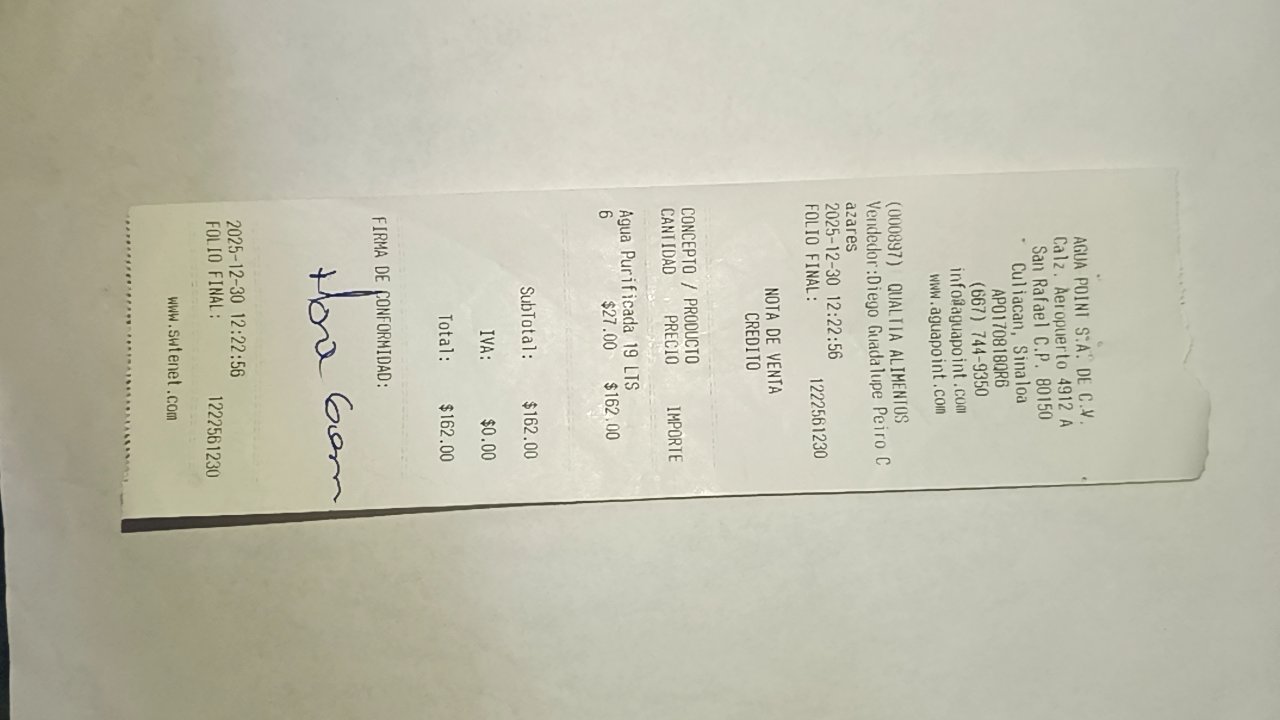 AGUA POINT S.A. DE C.V.
Calz. Aeropuerto 4912 A
San Rafael C.P. 80150
Culiacan, Sinaloa
APO170818QR6
(667) 744-9350
info@aguapoint.com
www.aguapoint.com
(000897) QUALTIA ALIMENTOS
Vendedor:Diego Guadalupe Peiro C
azares
2025-12-30 12:22:56
FOLIO FINAL: 1222561230
NOTA DE VENTA
CREDITO
CONCEPTO / PRODUCTO
CANTIDAD PRECIO IMPORTE
Agua Purificada 19 LTS
6 $27.00 $162.00
SubTotal: $162.00
IVA: $0.00
Total: $162.00
FIRMA DE CONFORMIDAD:
2025-12-30 12:22:56
FOLIO FINAL: 1222561230
www.swtenet.com